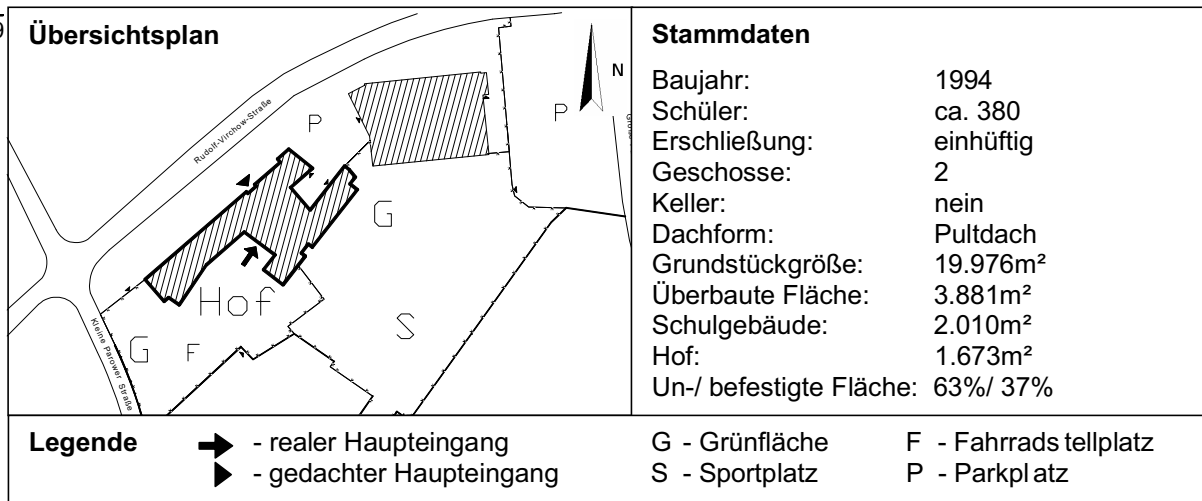 Übersichtsplan
Rudolf-Virchow-Straße
Kleine Parower Straße
P
P
N
G
Hof
G
F
S
Stammdaten
Baujahr: 1994
Schüler: ca. 380
Erschließung: einhüftig
Geschosse: 2
Keller: nein
Dachform: Pultdach
Grundstückgröße: 19.976m²
Überbaute Fläche: 3.881m²
Schulgebäude: 2.010m²
Hof: 1.673m²
Un-/ befestigte Fläche: 63%/ 37%
Legende
- realer Haupteingang
- gedachter Haupteingang
G - Grünfläche
S - Sportplatz
F - Fahrrads tellplatz
P - Parkpl atz